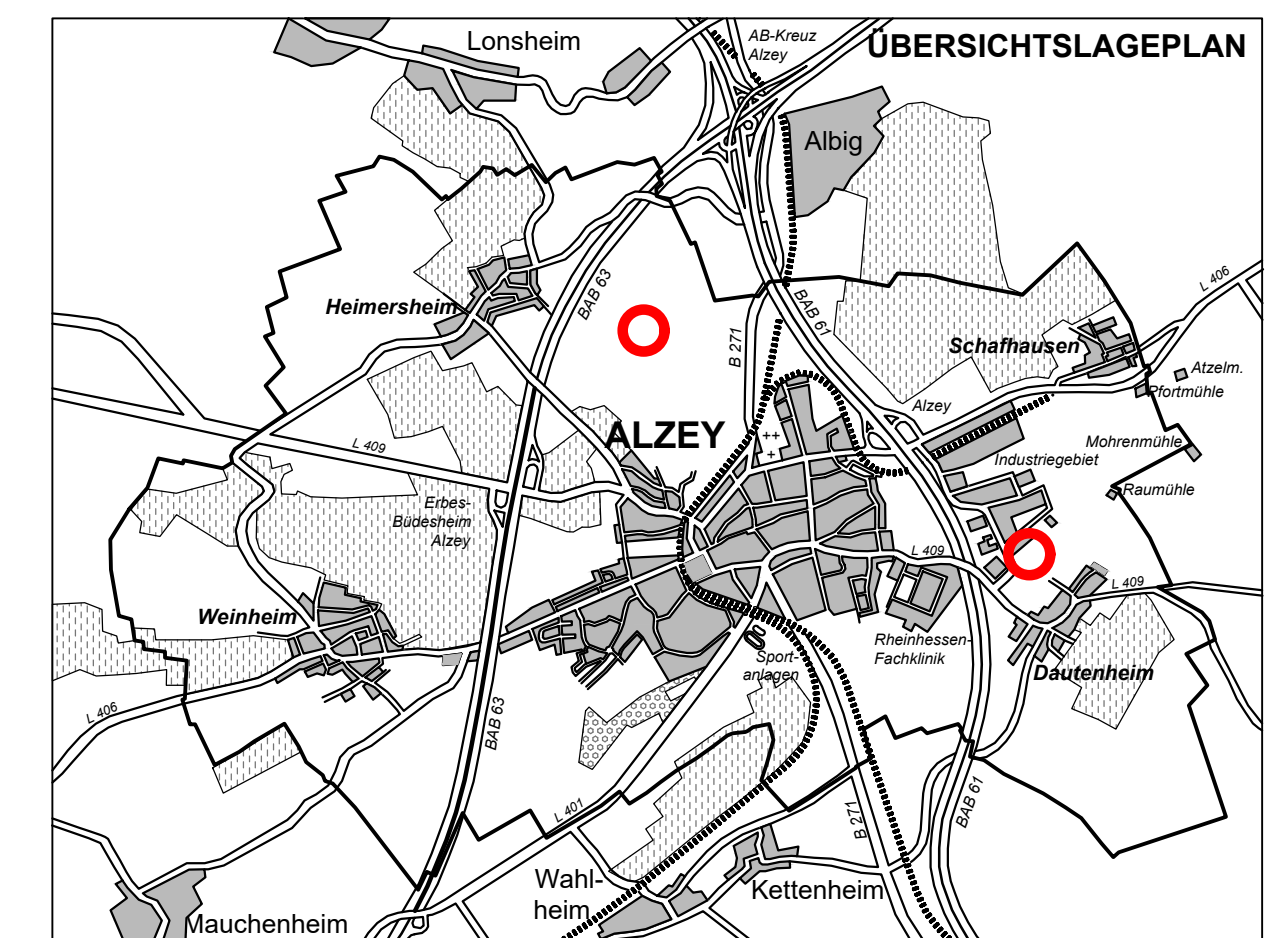 Lonsheim
AB-Kreuz
Alzey
ÜBERSICHTSLAGEPLAN
Albig
Heimersheim
BAB 63
BAB 61
B 271
L 406
Schafhausen
Atzelm.
Pfortmühle
ALZEY
Alzey
Mohrenmühle
Industriegebiet
Raumühle
L 409
Erbes-
Büdesheim
Alzey
L 409
L 409
Weinheim
Rheinhessen-
Fachklinik
Sport-
anlagen
Dautenheim
L 406
BAB 63
L 401
B 271
BAB 61
Wahl-
heim
Kettenheim
Mauchenheim